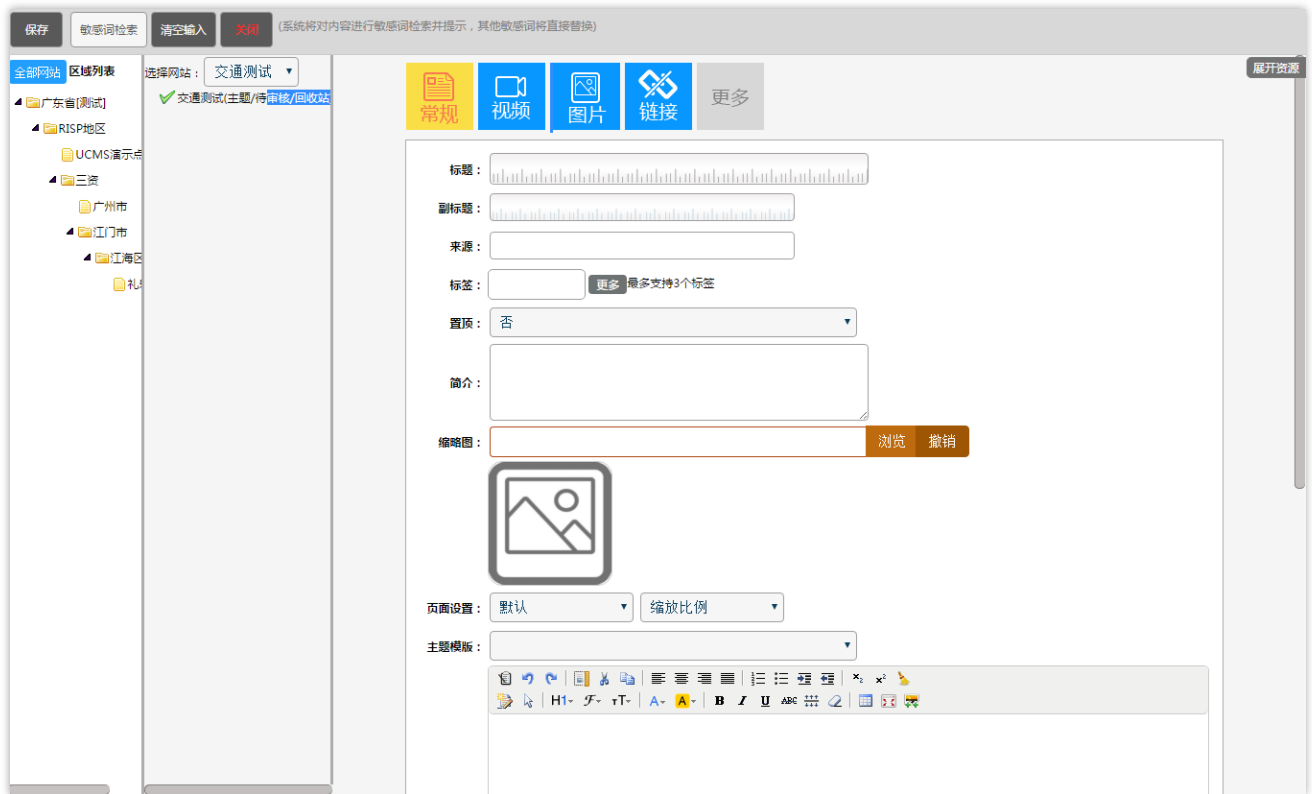 保存 敏感词检索 清空输入 关闭 (系统将对内容进行敏感词检索并提示，其他敏感词将直接替换)
全部网站 区域列表
广东省[测试]
RISP地区
UCMS演示点
三资
广州市
江门市
江海区
礼
选择网站： 交通测试
交通测试(主题/待审核/回收站
展开资源
常规 视频 图片 链接 更多
标题：
副标题：
来源：
标签： 更多 最多支持3个标签
置顶： 否
简介：
缩略图： 浏览 撤销
页面设置： 默认 缩放比例
主题模版：
H1 F тT A A B I U ABC